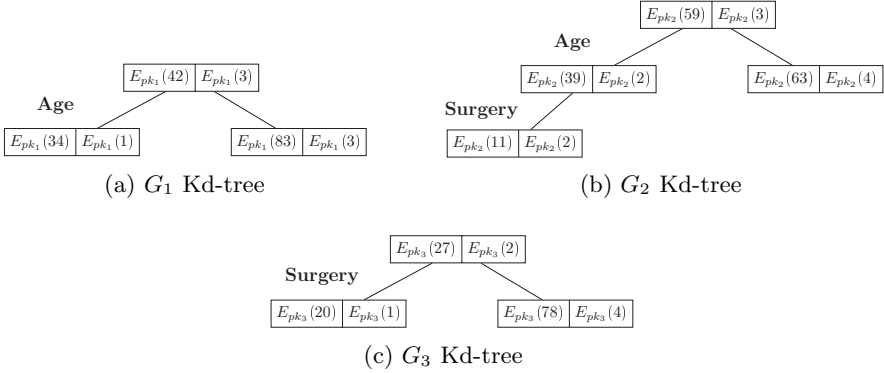 E_{pk_2}(59) E_{pk_2}(3)
Age
E_{pk_1}(42) E_{pk_1}(3)
E_{pk_2}(39) E_{pk_2}(2) E_{pk_2}(63) E_{pk_2}(4)
Age
Surgery
E_{pk_1}(34) E_{pk_1}(1) E_{pk_1}(83) E_{pk_1}(3)
E_{pk_2}(11) E_{pk_2}(2)
(a) G_1 Kd-tree
(b) G_2 Kd-tree
E_{pk_3}(27) E_{pk_3}(2)
Surgery
E_{pk_3}(20) E_{pk_3}(1) E_{pk_3}(78) E_{pk_3}(4)
(c) G_3 Kd-tree